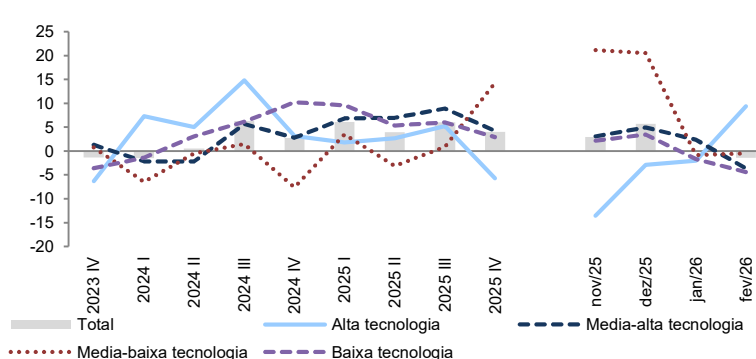 25
20
15
10
5
0
-5
-10
-15
-20
2023 IV
2024 I
2024 II
2024 III
2024 IV
2025 I
2025 II
2025 III
2025 IV
nov/25
dez/25
jan/26
fev/26
Total
Alta tecnologia
Media-alta tecnologia
Media-baixa tecnologia
Baixa tecnologia